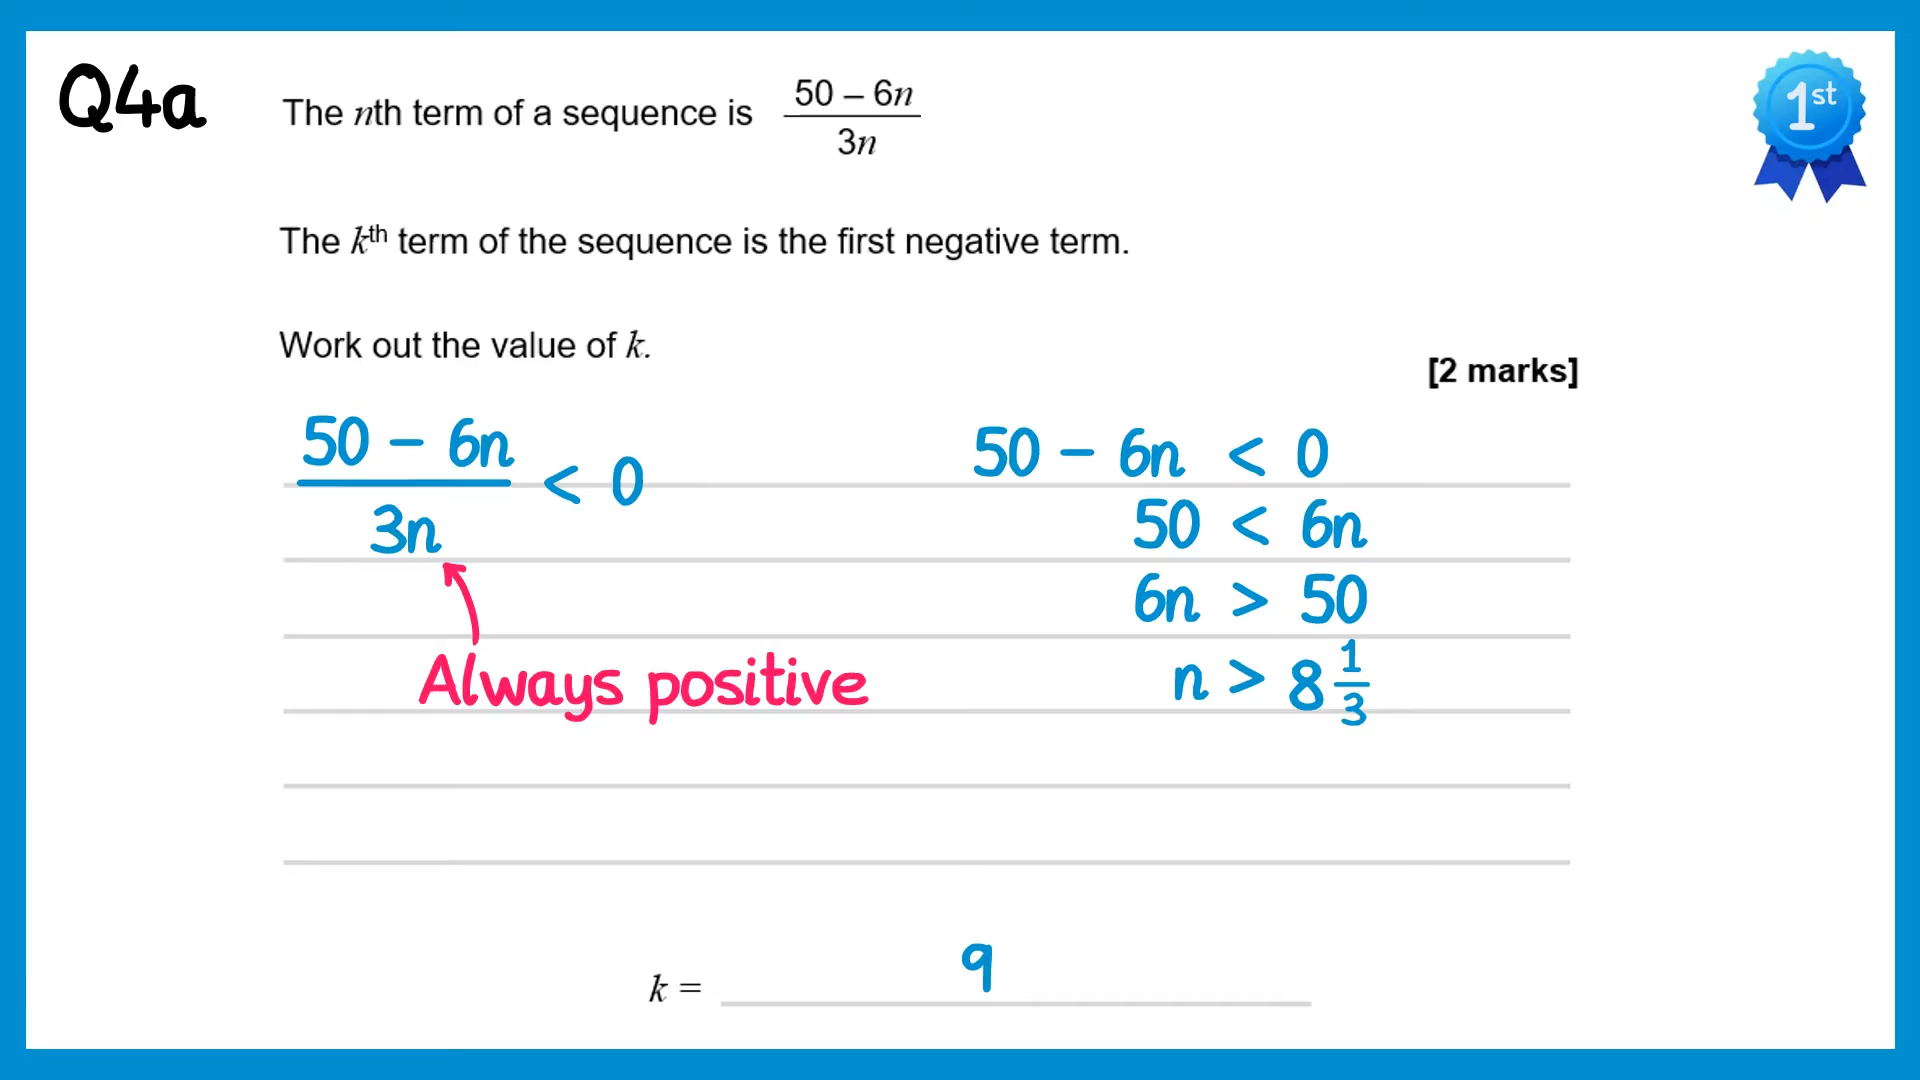 Q4a
The nth term of a sequence is (50 – 6n)/(3n)
1st
The kth term of the sequence is the first negative term.
Work out the value of k.
[2 marks]
(50 – 6n)/(3n) < 0
Always positive
50 – 6n < 0
50 < 6n
6n > 50
n > 8 1/3
k = 9